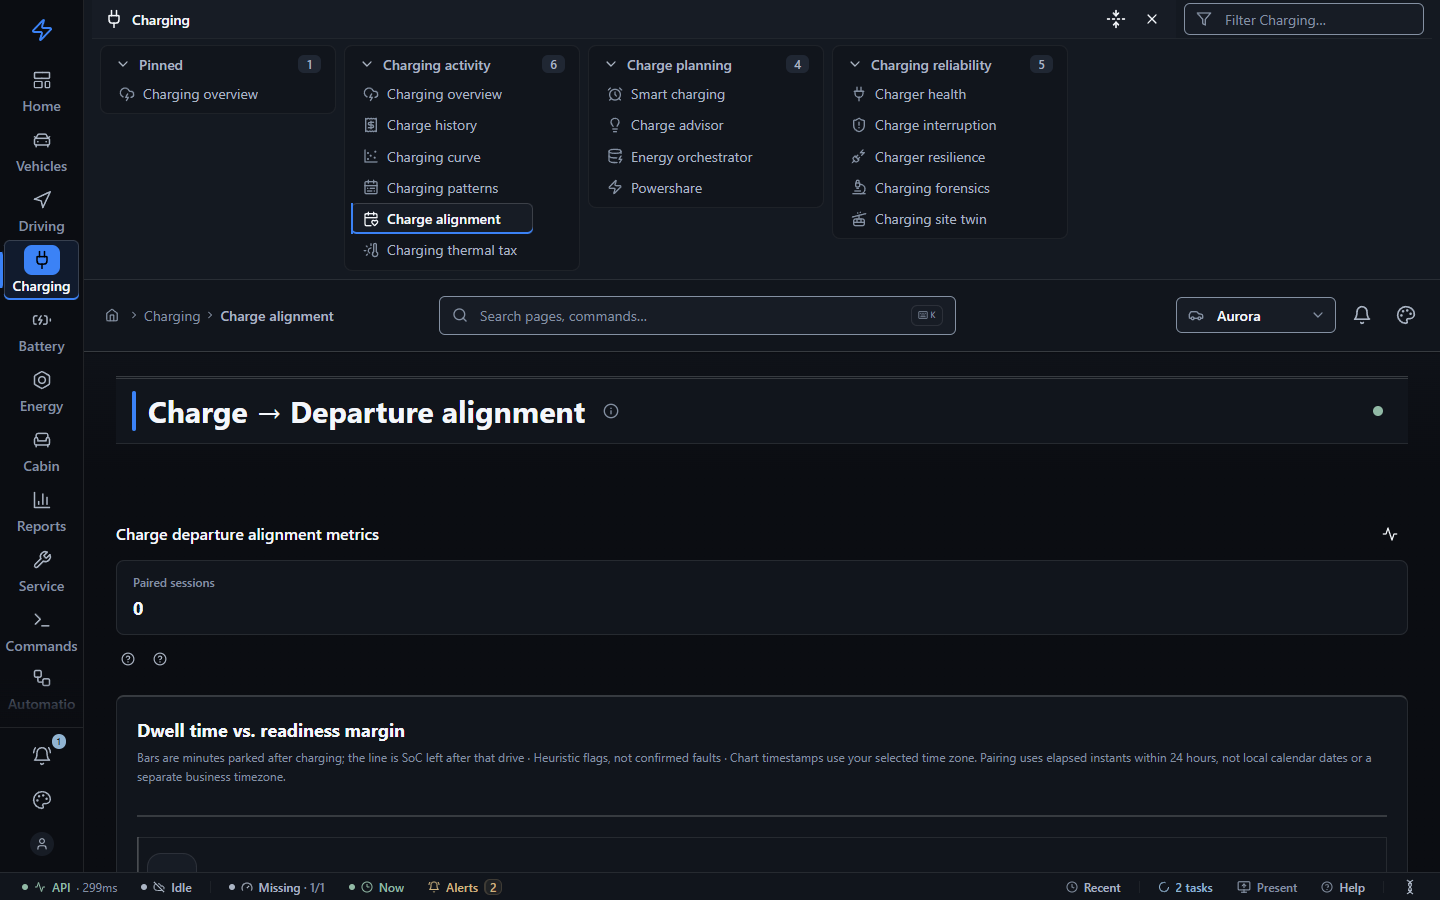 Charging
Filter Charging...
Pinned 1
Charging overview
Charging activity 6
Charging overview
Charge history
Charging curve
Charging patterns
Charge alignment
Charging thermal tax
Charge planning 4
Smart charging
Charge advisor
Energy orchestrator
Powershare
Charging reliability 5
Charger health
Charge interruption
Charger resilience
Charging forensics
Charging site twin
Home
Vehicles
Driving
Charging
Battery
Energy
Cabin
Reports
Service
Commands
Automatio
1
Charging > Charge alignment
Search pages, commands...
K
Aurora
Charge → Departure alignment
Charge departure alignment metrics
Paired sessions
0
Dwell time vs. readiness margin
Bars are minutes parked after charging; the line is SoC left after that drive · Heuristic flags, not confirmed faults · Chart timestamps use your selected time zone. Pairing uses elapsed instants within 24 hours, not local calendar dates or a
separate business timezone.
API · 299ms
Idle
Missing · 1/1
Now
Alerts 2
Recent
2 tasks
Present
Help